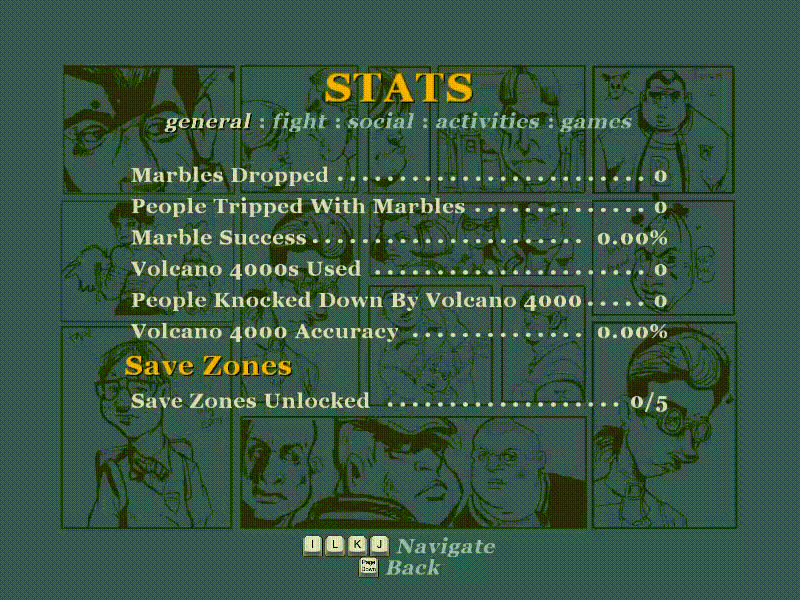 STATS
general : fight : social : activities : games
Marbles Dropped ........................ 0
People Tripped With Marbles ............. 0
Marble Success ..................... 0.00%
Volcano 4000s Used ..................... 0
People Knocked Down By Volcano 4000 ..... 0
Volcano 4000 Accuracy ............. 0.00%
Save Zones
Save Zones Unlocked .................. 0/5
I L K J Navigate
Page Down Back